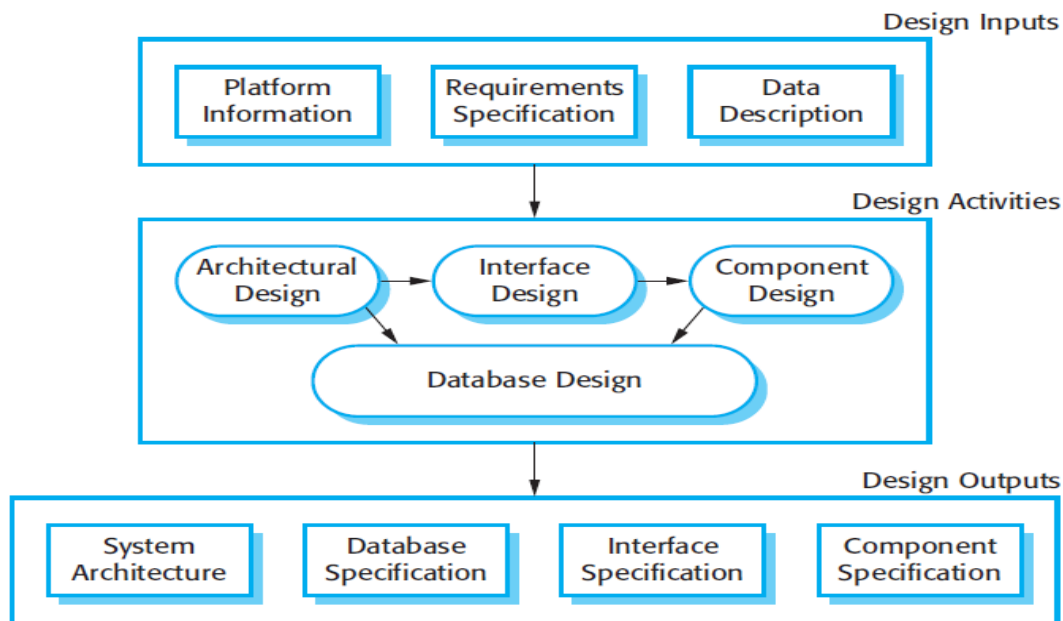 Design Inputs
Platform
Information
Requirements
Specification
Data
Description
Design Activities
Architectural
Design
Interface
Design
Component
Design
Database Design
Design Outputs
System
Architecture
Database
Specification
Interface
Specification
Component
Specification